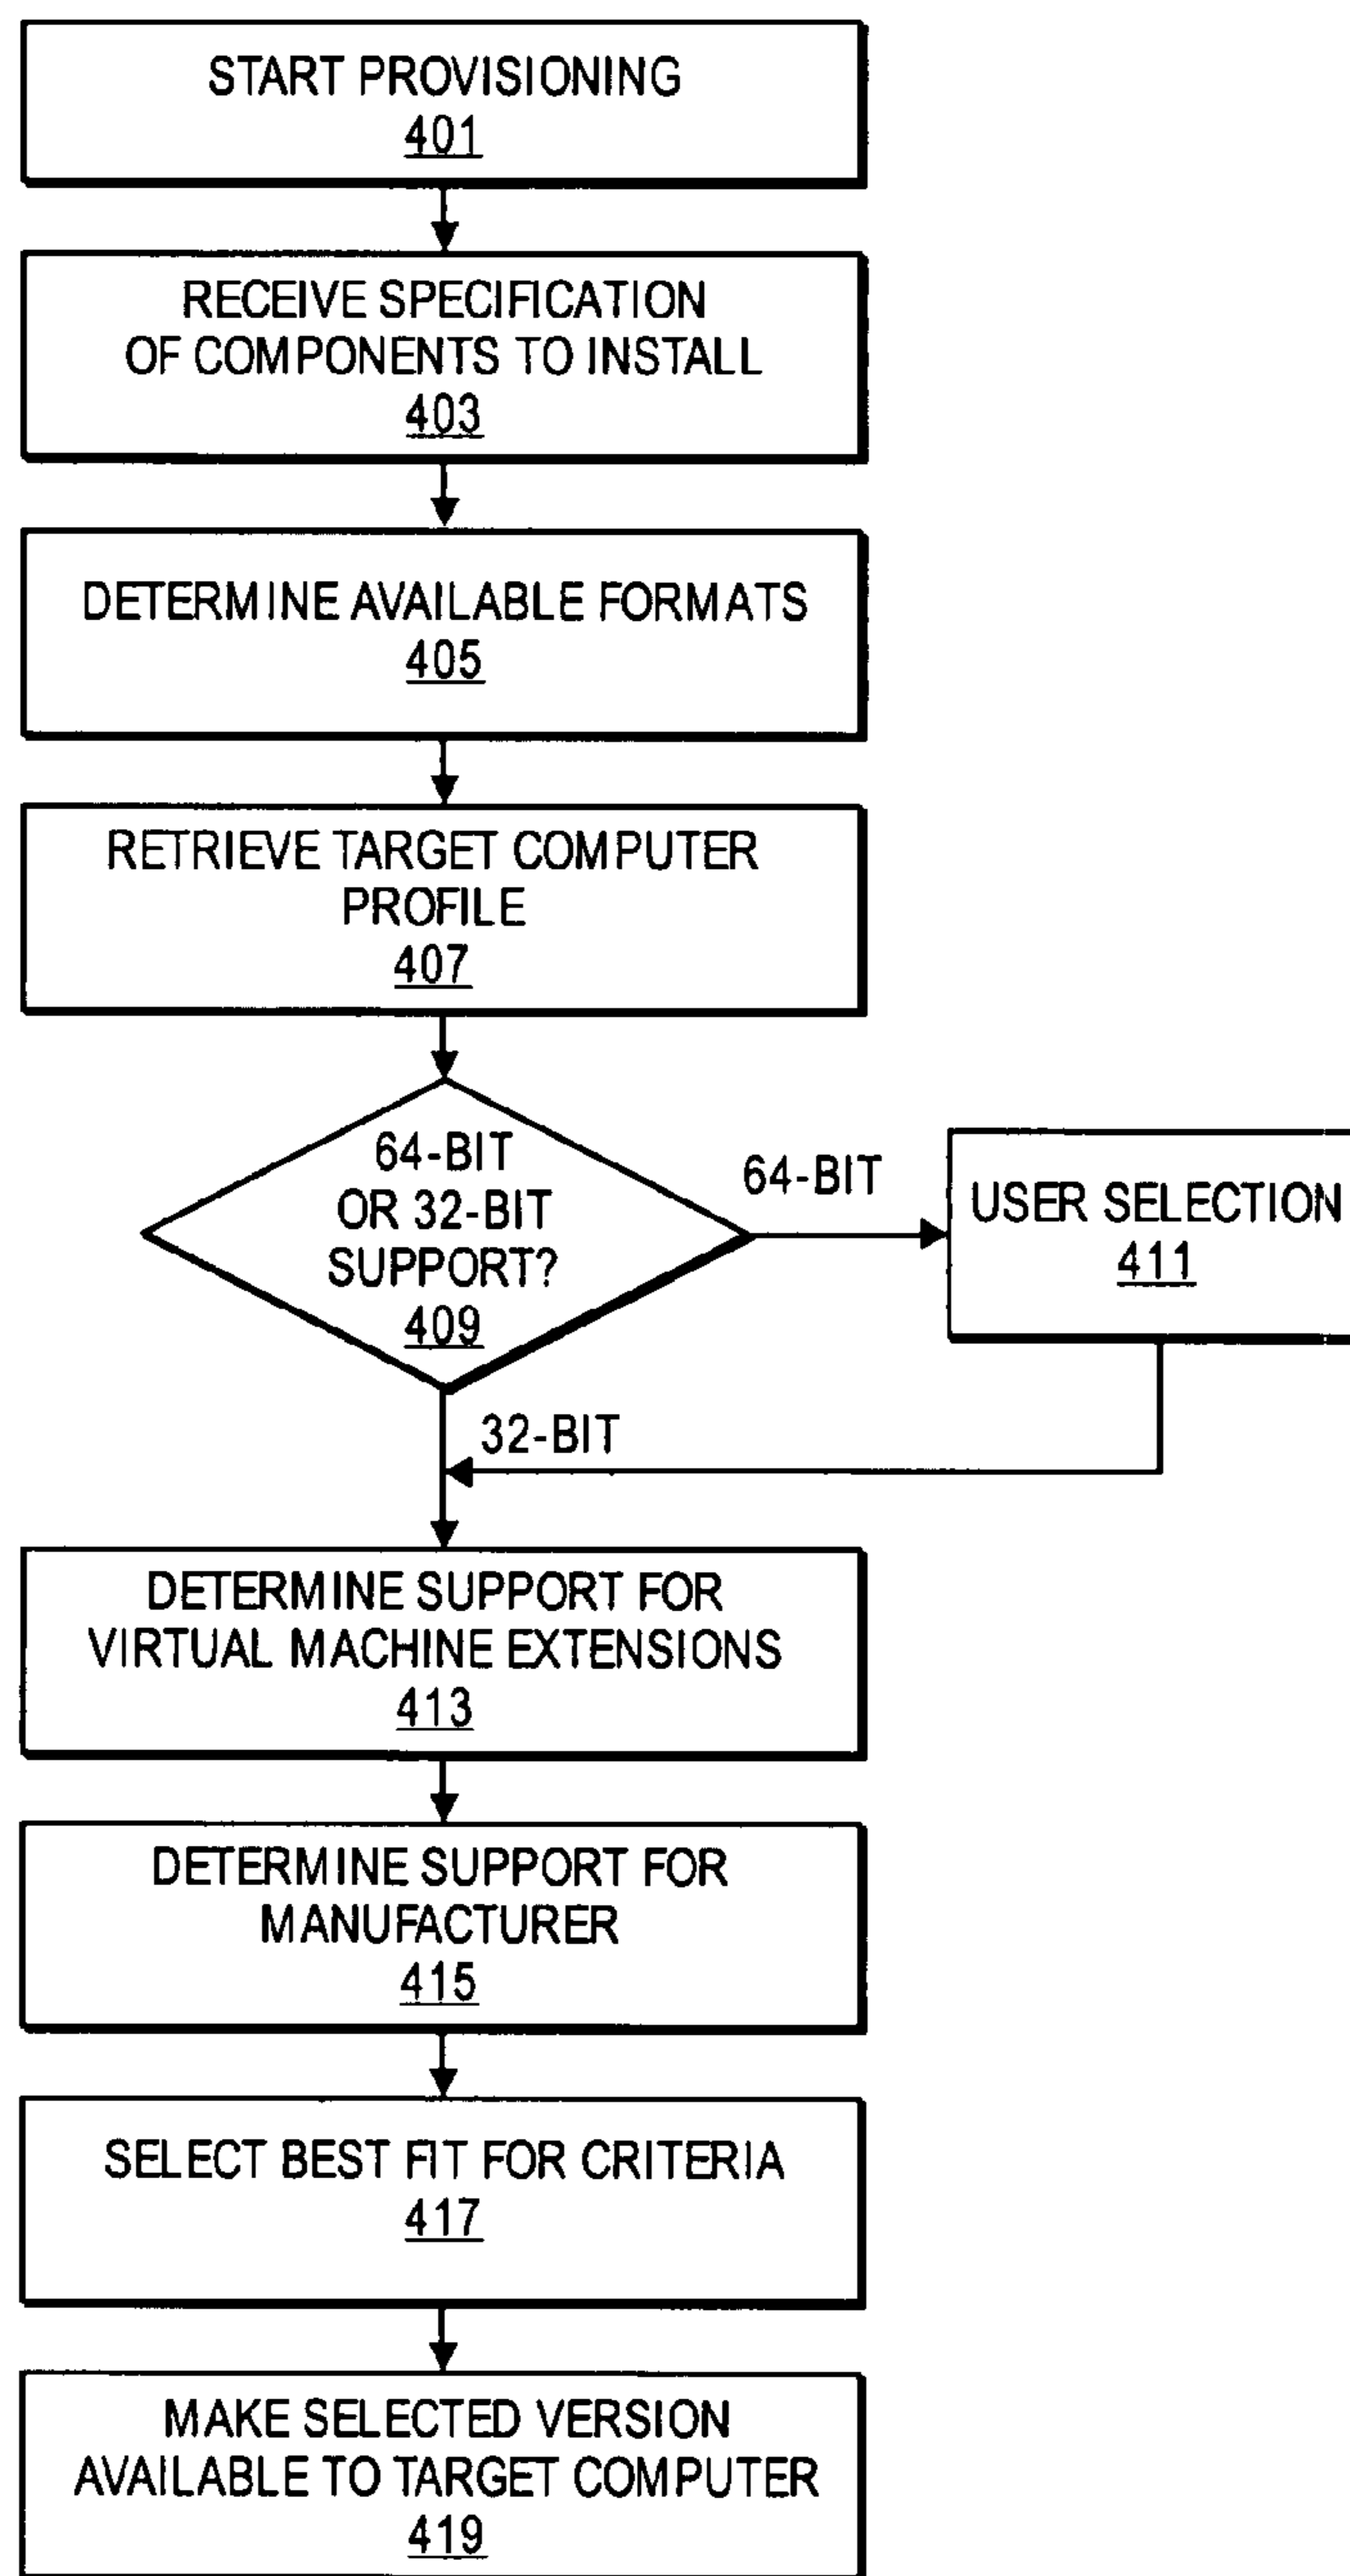 START PROVISIONING
401
RECEIVE SPECIFICATION
OF COMPONENTS TO INSTALL
403
DETERMINE AVAILABLE FORMATS
405
RETRIEVE TARGET COMPUTER
PROFILE
407
64-BIT
OR 32-BIT
SUPPORT?
409
64-BIT
USER SELECTION
411
32-BIT
DETERMINE SUPPORT FOR
VIRTUAL MACHINE EXTENSIONS
413
DETERMINE SUPPORT FOR
MANUFACTURER
415
SELECT BEST FIT FOR CRITERIA
417
MAKE SELECTED VERSION
AVAILABLE TO TARGET COMPUTER
419